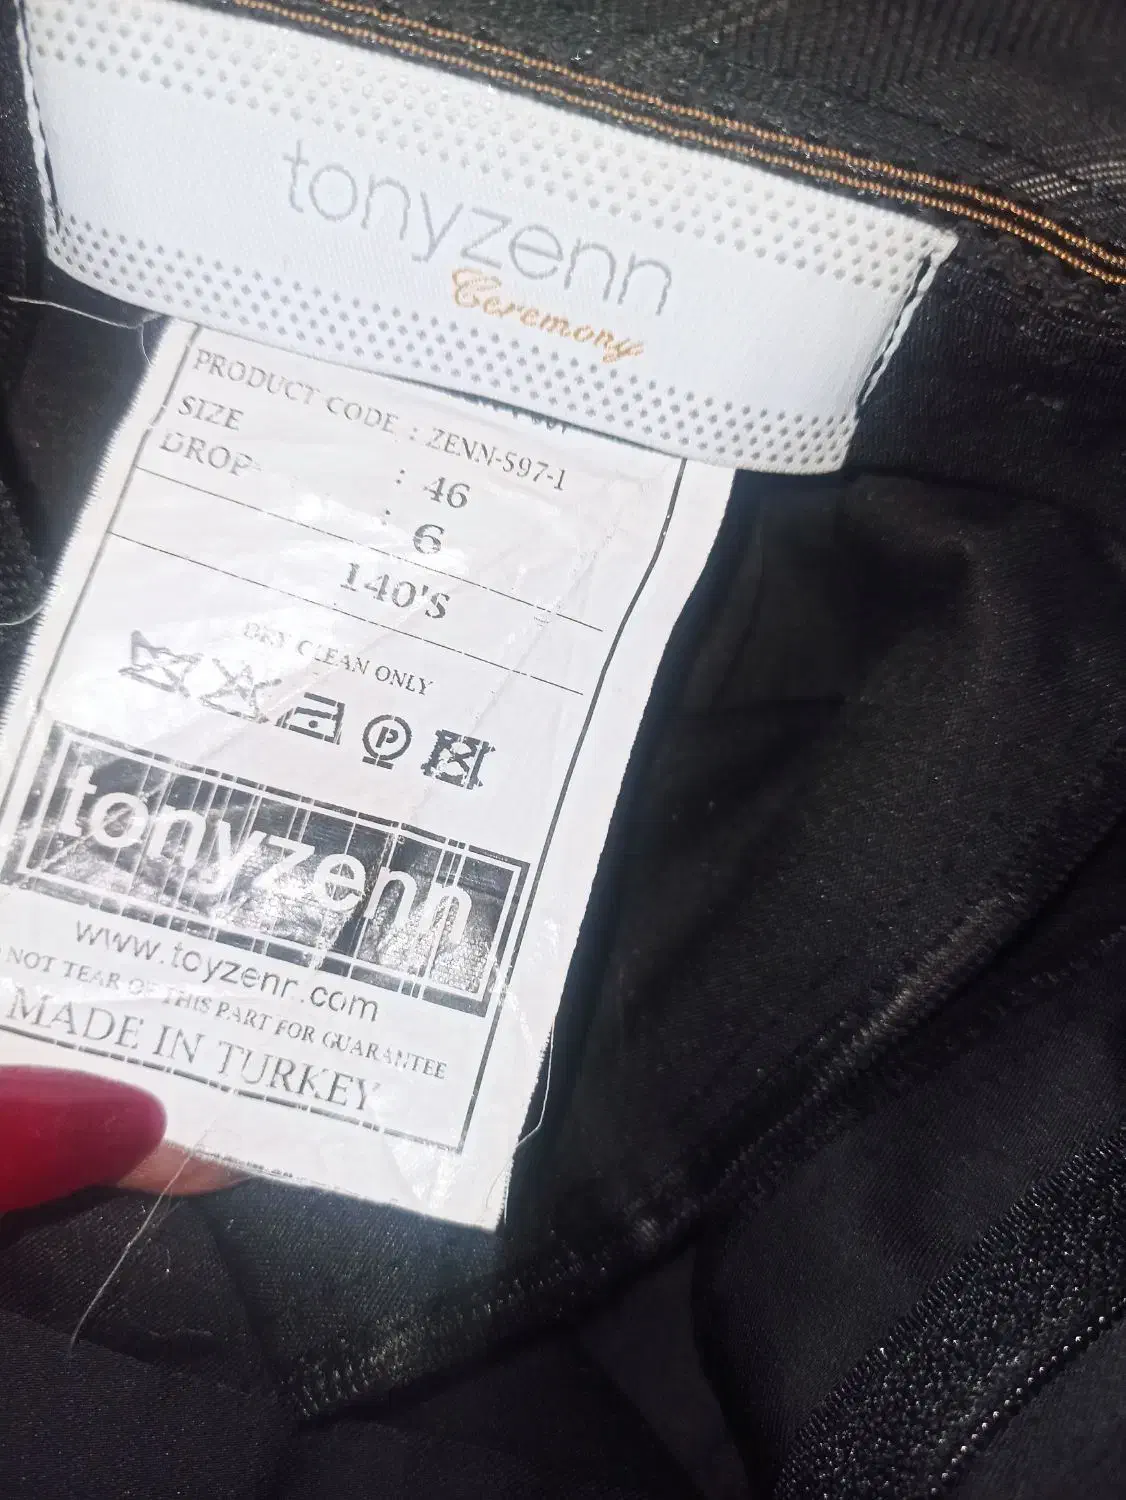 tonyzenn
Ceremony
PRODUCT CODE : ZENN-597-1
SIZE : 46
DROP : 6
140'S
DRY CLEAN ONLY
P
tonyzenn
www.toyzenn.com
NOT TEAR OF THIS PART FOR GUARANTEE
MADE IN TURKEY